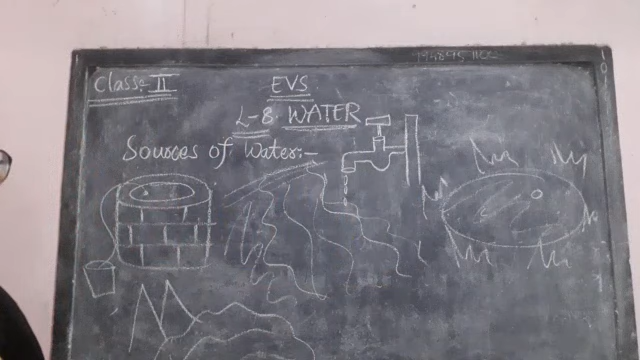 Class:- II
EVS
L-8. WATER
Sources of Water:-